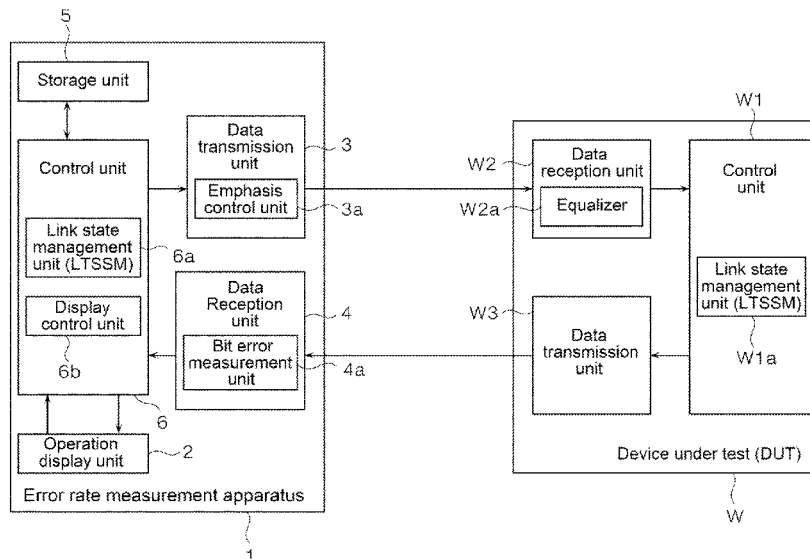 5
Storage unit
Control unit
Link state
management
unit (LTSSM)
6a
Display
control unit
6b
6
Operation
display unit
2
Data
transmission
unit
3
Emphasis
control unit
3a
Data
Reception
unit
4
Bit error
measurement
unit
4a
Error rate measurement apparatus
1
W1
W2
Data
reception unit
W2a
Equalizer
Control
unit
Link state
management
unit (LTSSM)
W1a
W3
Data
transmission
unit
Device under test (DUT)
W